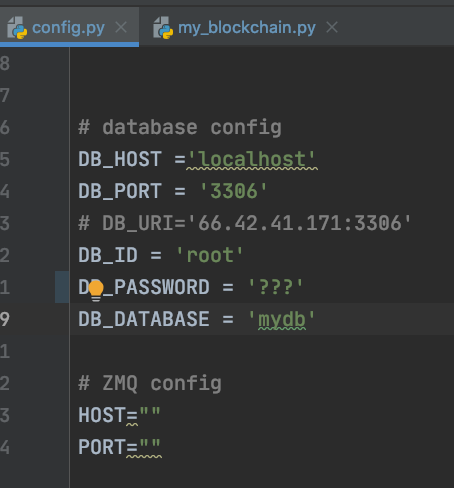 config.py × my_blockchain.py ×
8
7
6 # database config
5 DB_HOST ='localhost'
4 DB_PORT = '3306'
3 # DB_URI='66.42.41.171:3306'
2 DB_ID = 'root'
1 DB_PASSWORD = '???'
9 DB_DATABASE = 'mydb'
1
2 # ZMQ config
3 HOST=""
4 PORT=""